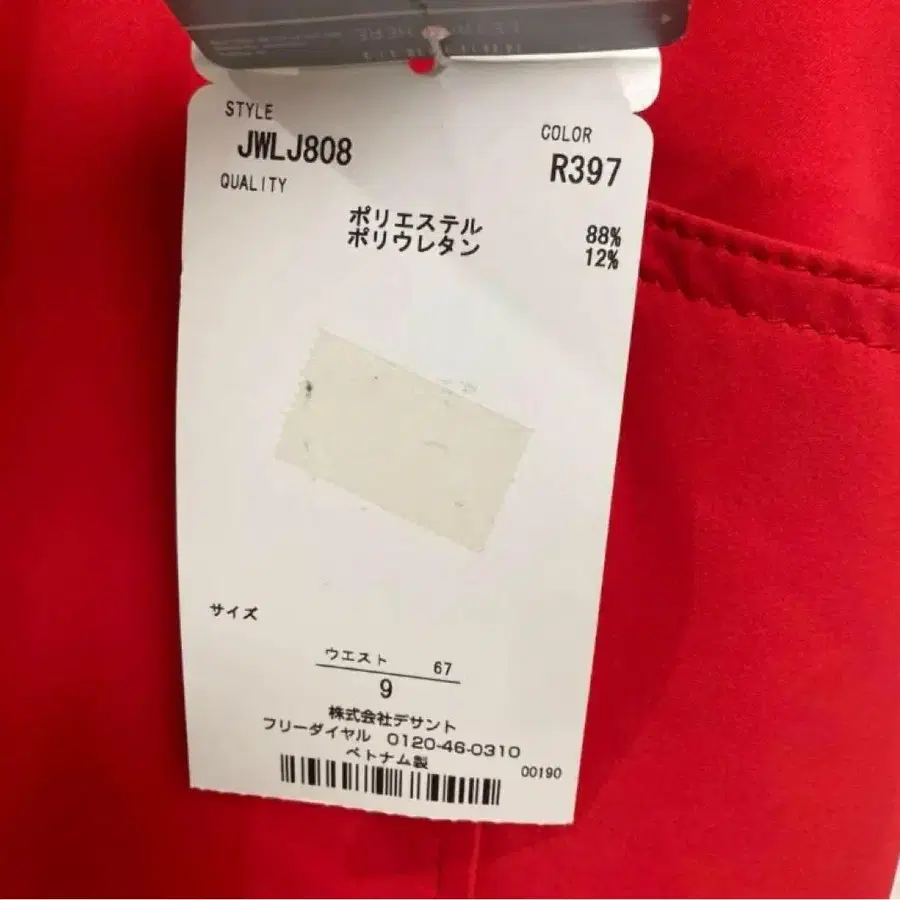 STYLE
JWLJ808
COLOR
R397
QUALITY
ポリエステル 88%
ポリウレタン 12%
サイズ
ウエスト 67
9
株式会社デサント
フリーダイヤル 0120-46-0310
ベトナム製
00190